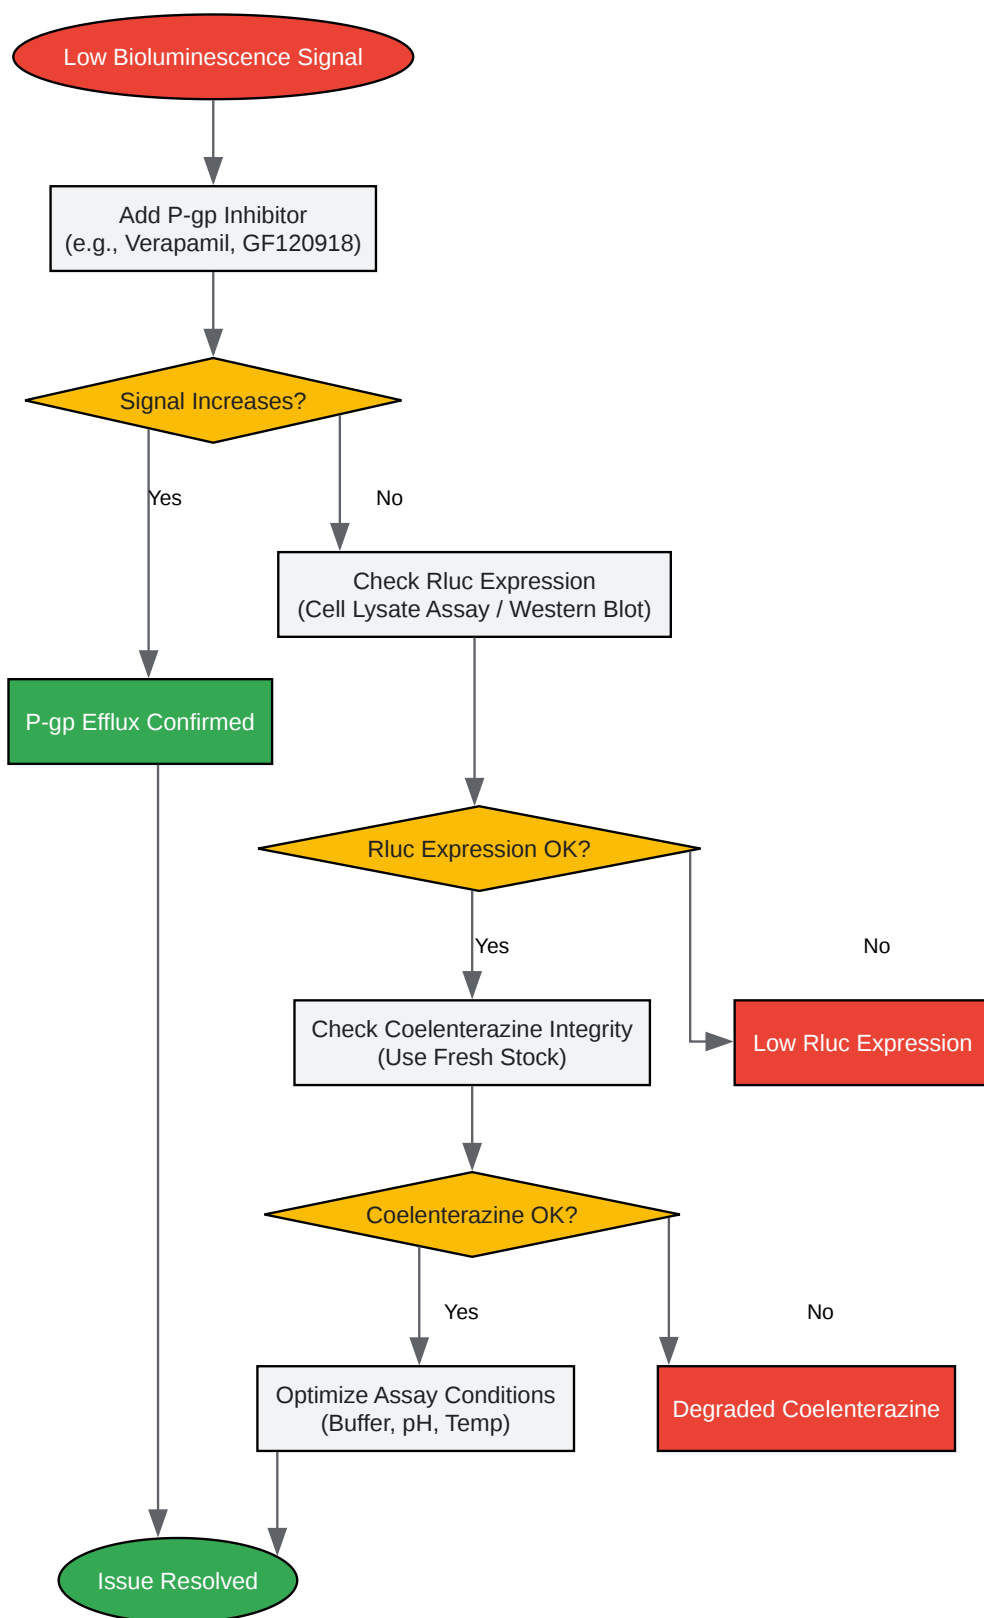 Low Bioluminescence Signal
Add P-gp Inhibitor
(e.g., Verapamil, GF120918)
Signal Increases?
Yes
No
Check Rluc Expression
(Cell Lysate Assay / Western Blot)
P-gp Efflux Confirmed
Rluc Expression OK?
Yes
No
Check Coelenterazine Integrity
(Use Fresh Stock)
Low Rluc Expression
Coelenterazine OK?
Yes
No
Optimize Assay Conditions
(Buffer, pH, Temp)
Degraded Coelenterazine
Issue Resolved